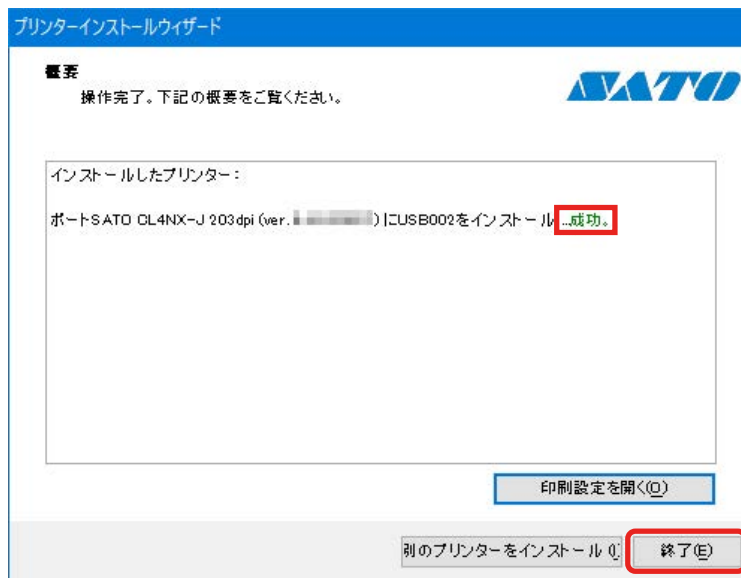 プリンターインストールウィザード
概要
操作完了。下記の概要をご覧ください。
SATO
インストールしたプリンター:
ポートSATO CL4NX-J 203dpi (ver. ) にUSB002をインストール ...成功。
印刷設定を開く(O)
別のプリンターをインストール (I)
終了(E)